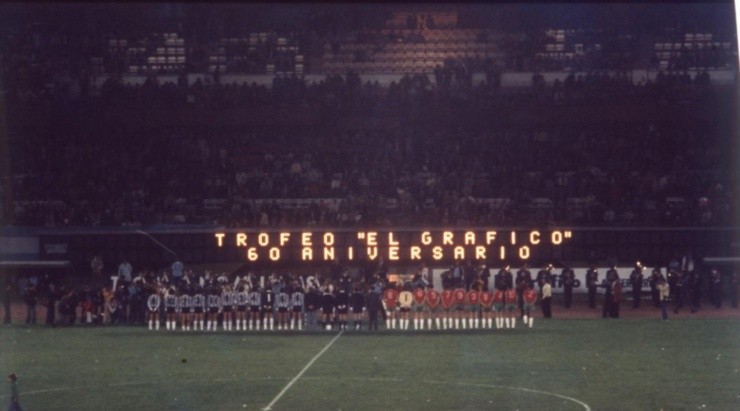 TROFEO "EL GRAFICO"
60 ANIVERSARIO